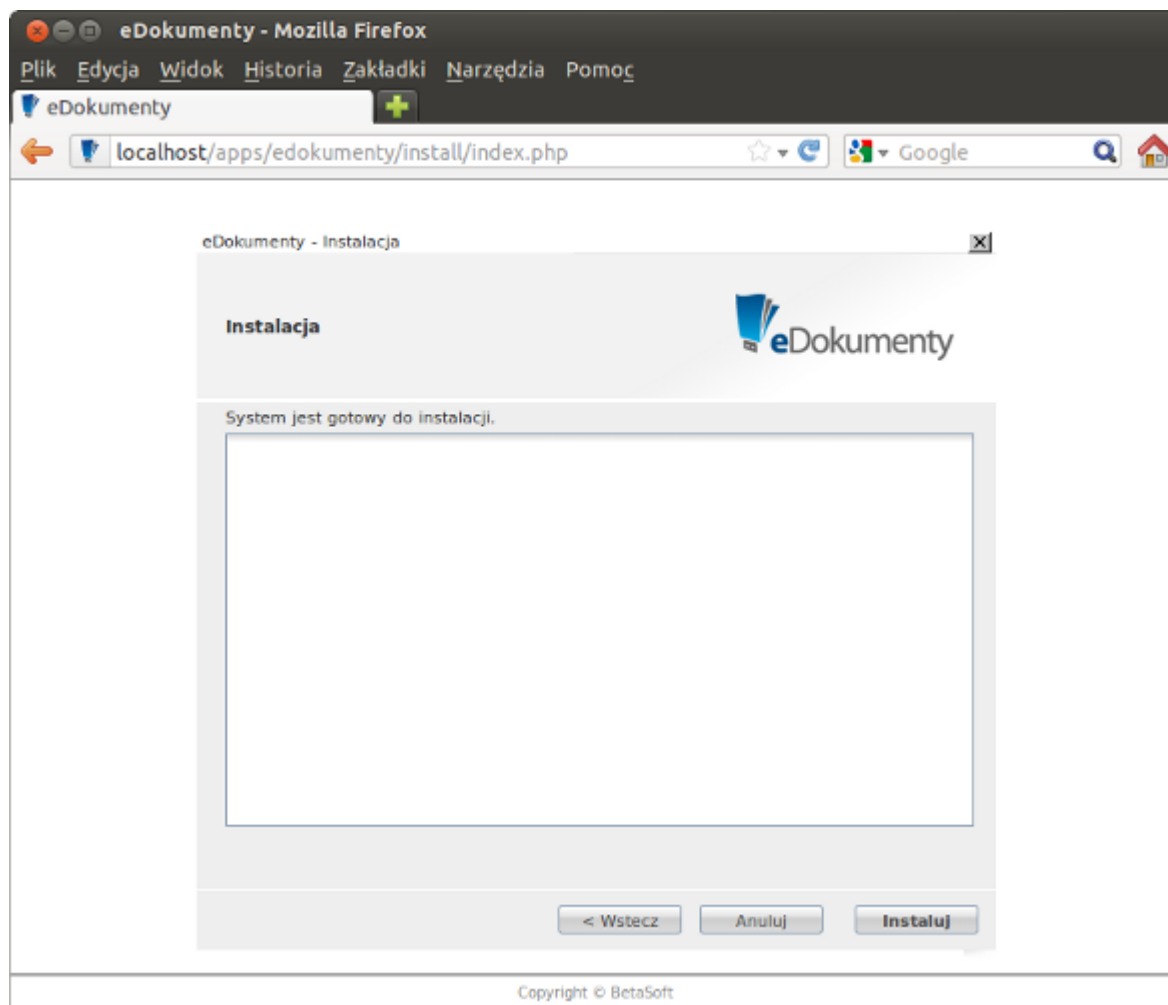 eDokumenty - Mozilla Firefox
Plik Edycja Widok Historia Zakładki Narzędzia Pomoc
eDokumenty
localhost/apps/edokumenty/install/index.php Google
eDokumenty - Instalacja
Instalacja
eDokumenty
System jest gotowy do instalacji.
< Wstecz Anuluj Instaluj
Copyright © BetaSoft